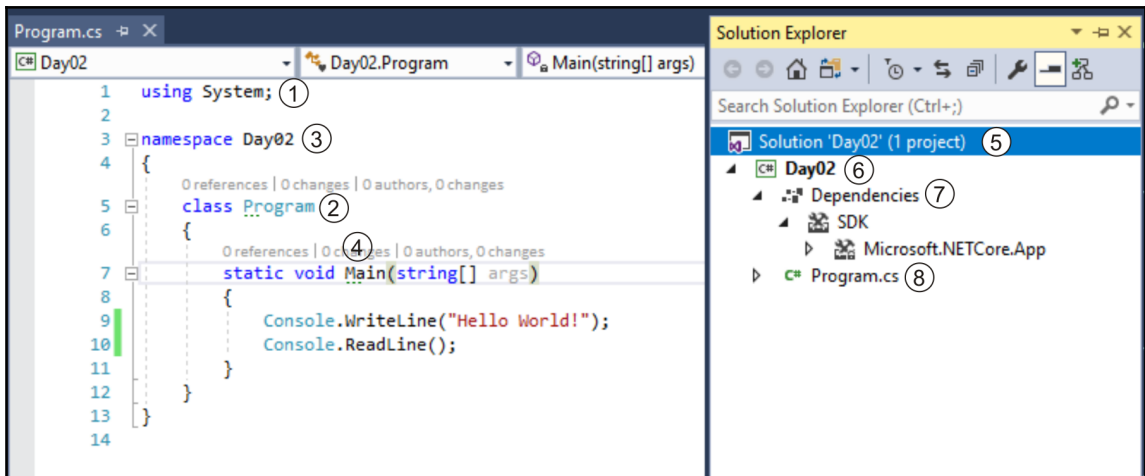 Program.cs
C# Day02 Day02.Program Main(string[] args)
1 using System; 1
2
3 namespace Day02 3
4 {
0 references | 0 changes | 0 authors, 0 changes
5 class Program 2
6 {
4
0 references | 0 changes | 0 authors, 0 changes
7 static void Main(string[] args)
8 {
9 Console.WriteLine("Hello World!");
10 Console.ReadLine();
11 }
12 }
13 }
14
Solution Explorer
Search Solution Explorer (Ctrl+;)
Solution 'Day02' (1 project) 5
C# Day02 6
Dependencies 7
SDK
Microsoft.NETCore.App
C# Program.cs 8